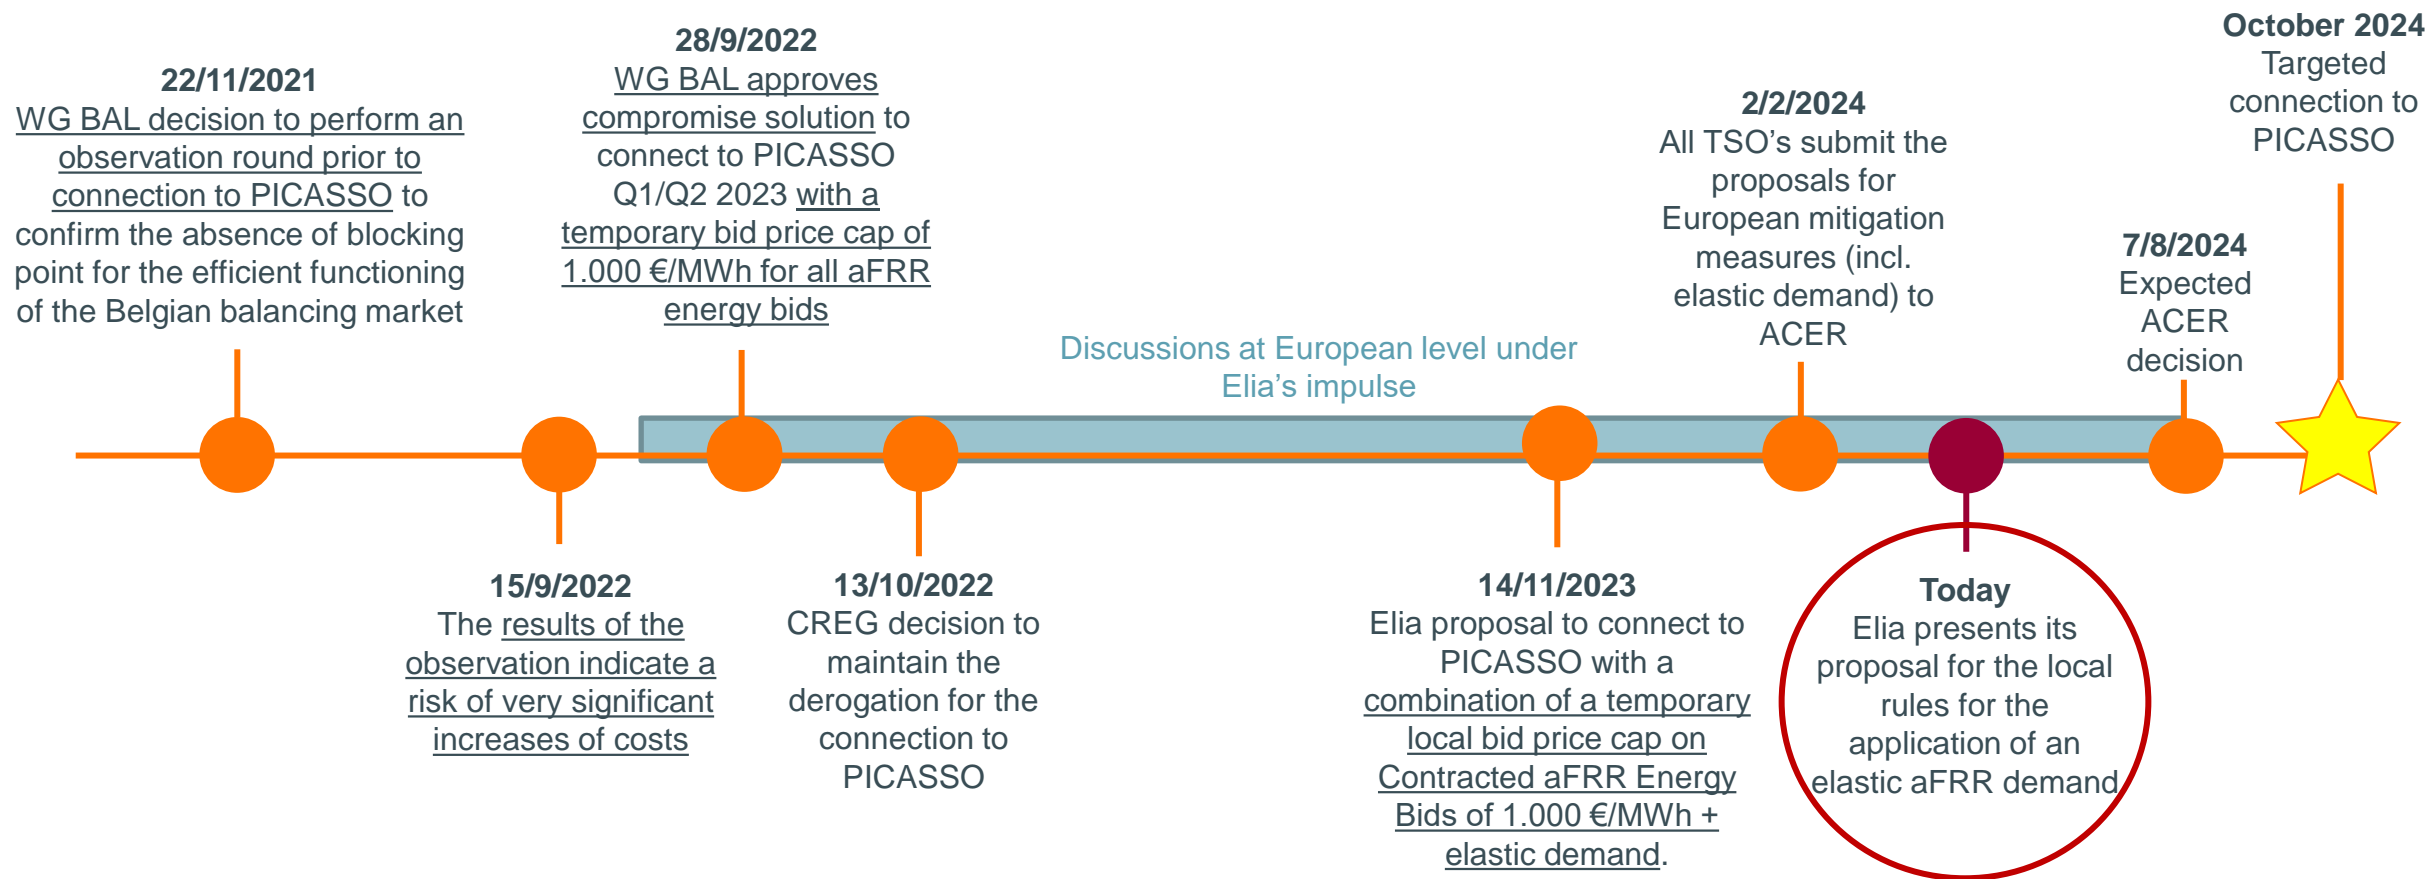 22/11/2021
WG BAL decision to perform an
observation round prior to
connection to PICASSO to
confirm the absence of blocking
point for the efficient functioning
of the Belgian balancing market
28/9/2022
WG BAL approves
compromise solution to
connect to PICASSO
Q1/Q2 2023 with a
temporary bid price cap of
1.000 €/MWh for all aFRR
energy bids
Discussions at European level under
Elia’s impulse
2/2/2024
All TSO’s submit the
proposals for
European mitigation
measures (incl.
elastic demand) to
ACER
7/8/2024
Expected
ACER
decision
October 2024
Targeted
connection to
PICASSO
15/9/2022
The results of the
observation indicate a
risk of very significant
increases of costs
13/10/2022
CREG decision to
maintain the
derogation for the
connection to
PICASSO
14/11/2023
Elia proposal to connect to
PICASSO with a
combination of a temporary
local bid price cap on
Contracted aFRR Energy
Bids of 1.000 €/MWh +
elastic demand.
Today
Elia presents its
proposal for the local
rules for the
application of an
elastic aFRR demand